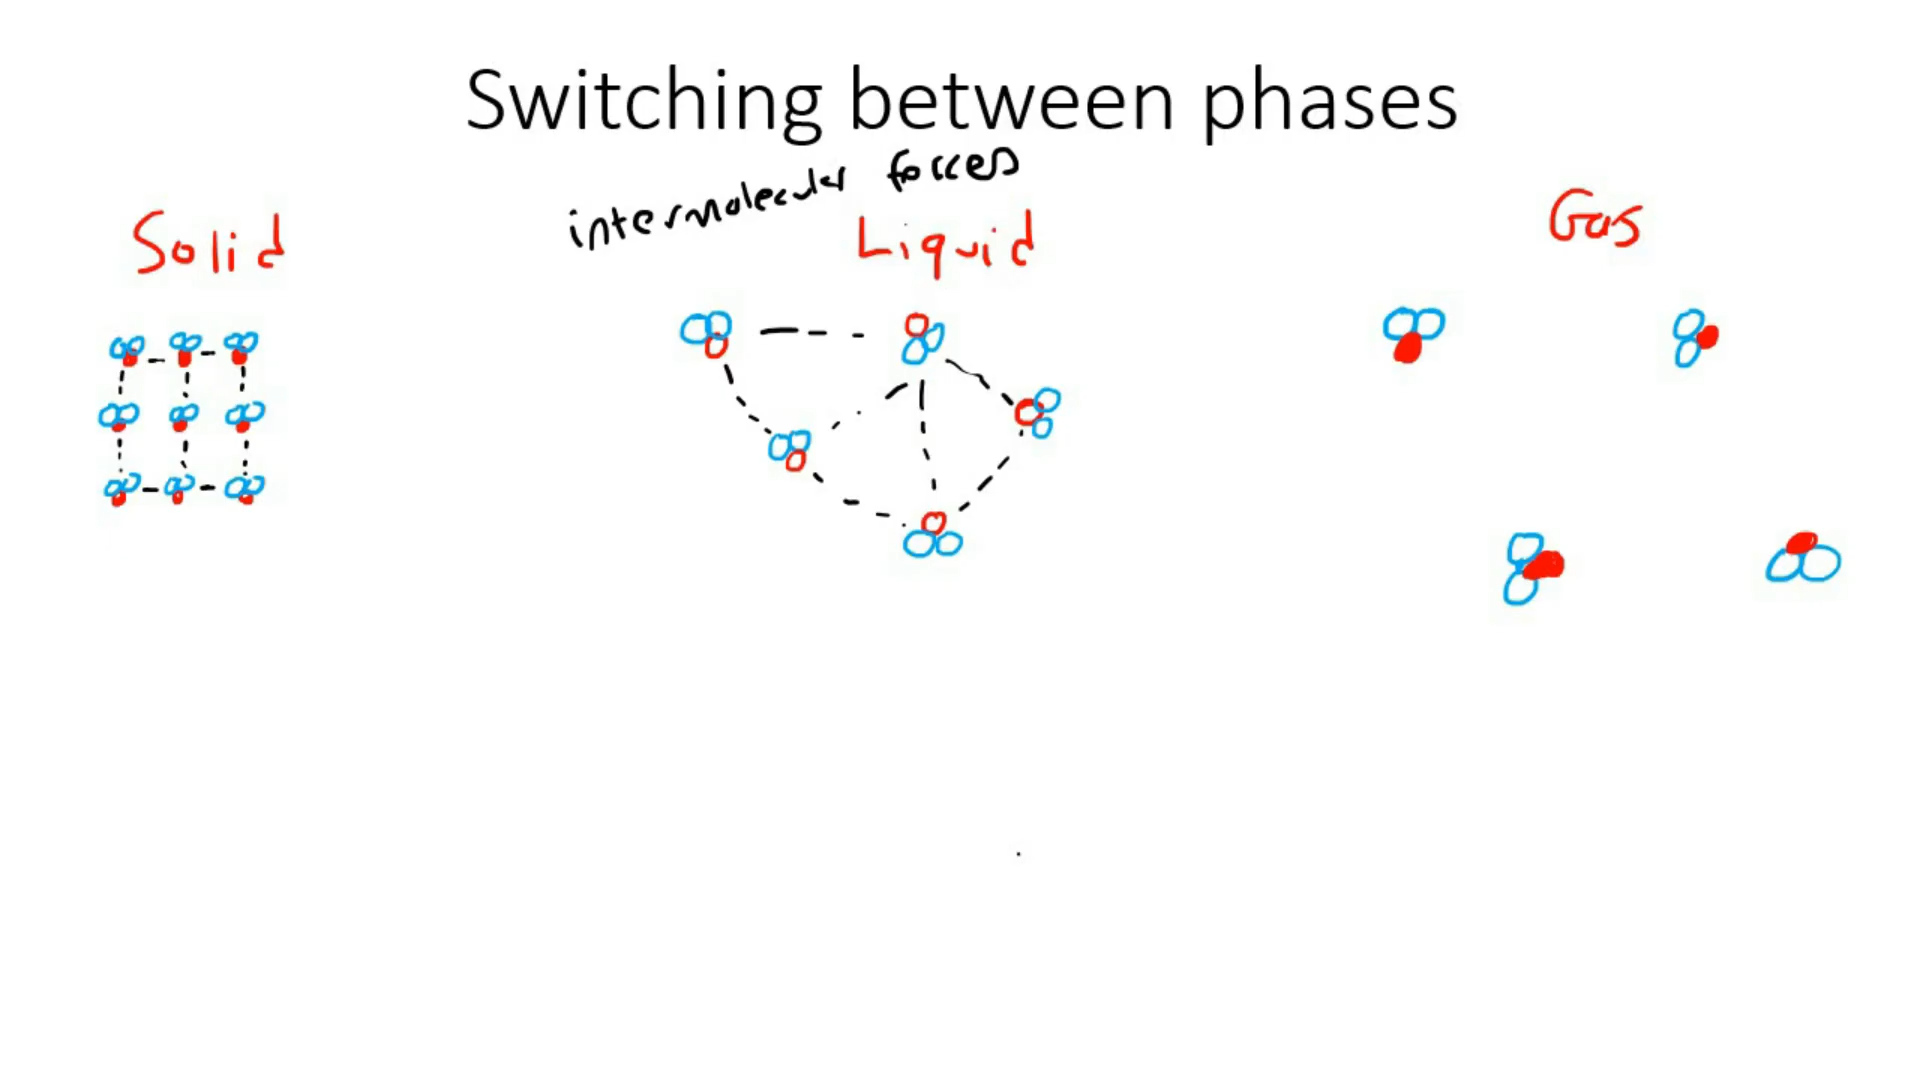 Switching between phases
intermolecular forces
Solid
Liquid
Gas